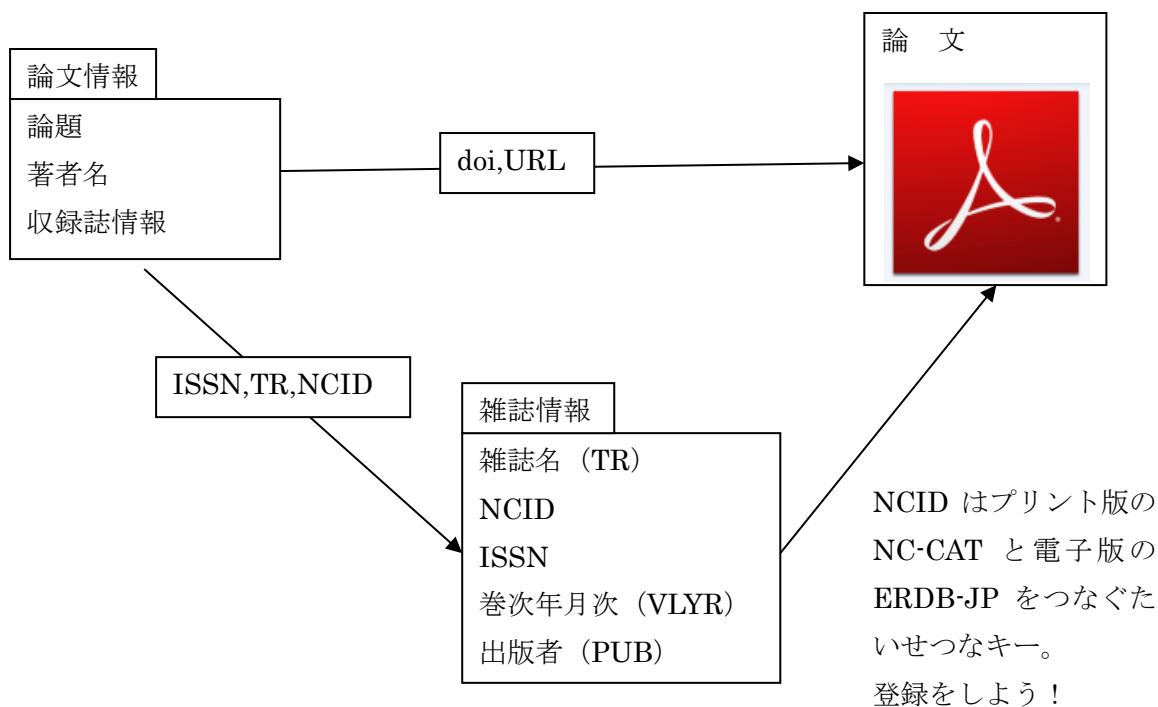 論　文
論文情報
論題
著者名
収録誌情報
doi,URL
ISSN,TR,NCID
雑誌情報
雑誌名（TR）
NCID
ISSN
巻次年月次（VLYR）
出版者（PUB）
NCID はプリント版の
NC-CAT と電子版の
ERDB-JP をつなぐた
いせつなキー。
登録をしよう！